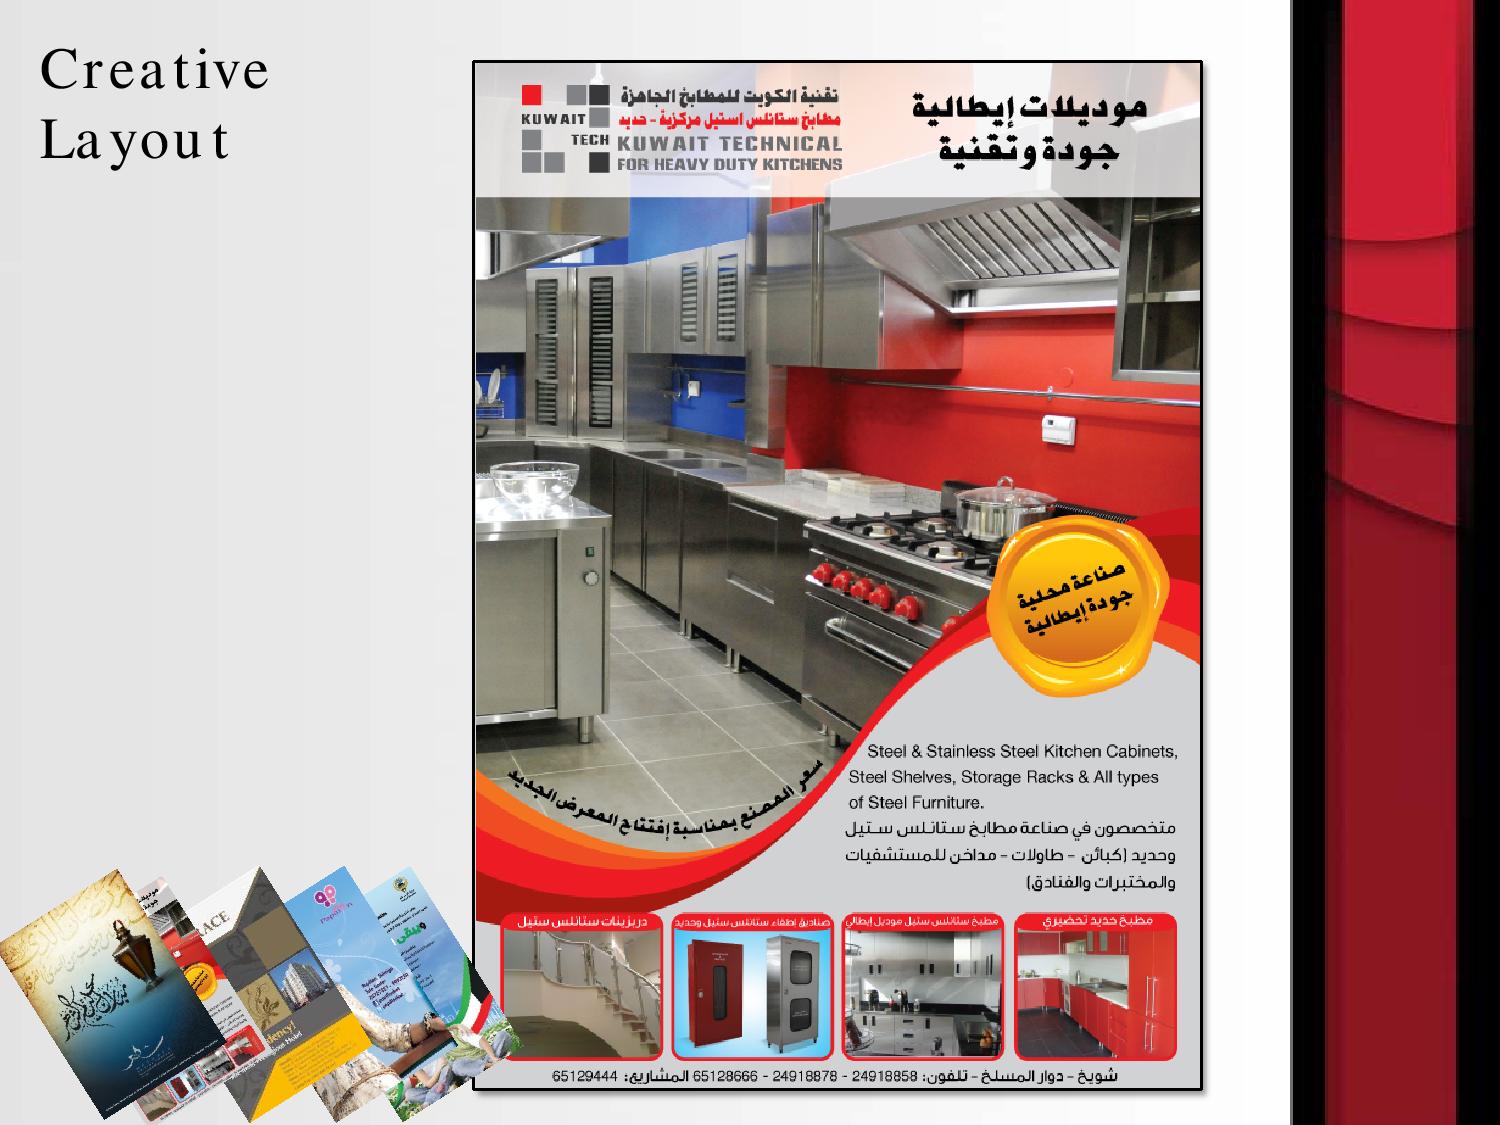 Creative
Layout
KUWAIT
TECH
تقنية الكويت للمطابخ الجاهزة
مطابخ ستانلس استيل مركزية - حديد
KUWAIT TECHNICAL
FOR HEAVY DUTY KITCHENS
موديلات إيطالية
جودة وتقنية
صناعة محلية
جودة إيطالية
سعر المصنع بمناسبة إفتتاح المعرض الجديد
Steel & Stainless Steel Kitchen Cabinets,
Steel Shelves, Storage Racks & All types
of Steel Furniture.
متخصصون في صناعة مطابخ ستانلس ستيل
وحديد (كبائن - طاولات - مداخن للمستشفيات
والمختبرات والفنادق)
دربزينات ستانلس ستيل
صناديق إطفاء ستانلس ستيل وحديد
مطبخ ستانلس ستيل موديل إيطالي
مطبخ حديد تحضيري
شويخ - دوار المسلخ - تلفون: 24918858 - 24918878 - 65128666 المشاريع: 65129444